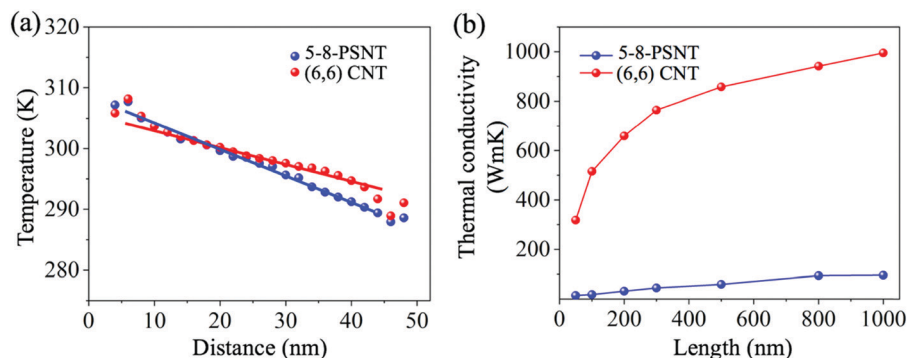 (a)
320
310
300
290
280
Temperature (K)
5-8-PSNT
(6,6) CNT
0 10 20 30 40 50
Distance (nm)
(b)
1000
800
600
400
200
Thermal conductivity
(WmK)
5-8-PSNT
(6,6) CNT
0 200 400 600 800 1000
Length (nm)